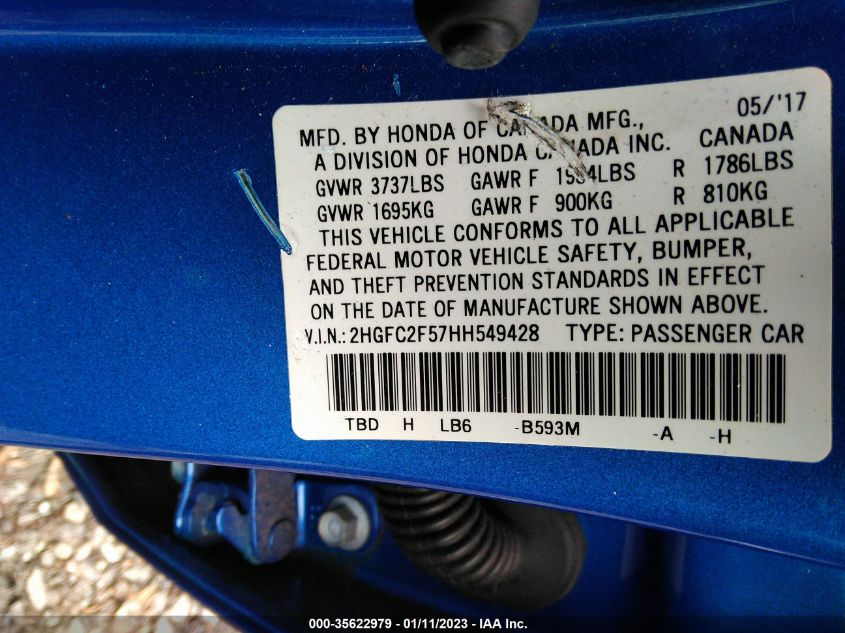 05/'17
MFD. BY HONDA OF CANADA MFG.,
A DIVISION OF HONDA CANADA INC. CANADA
GVWR 3737LBS GAWR F 1984LBS R 1786LBS
GVWR 1695KG GAWR F 900KG R 810KG
THIS VEHICLE CONFORMS TO ALL APPLICABLE
FEDERAL MOTOR VEHICLE SAFETY, BUMPER,
AND THEFT PREVENTION STANDARDS IN EFFECT
ON THE DATE OF MANUFACTURE SHOWN ABOVE.
V.I.N.: 2HGFC2F57HH549428 TYPE: PASSENGER CAR
TBD H LB6 -B593M -A -H
000-35622979 - 01/11/2023 - IAA Inc.